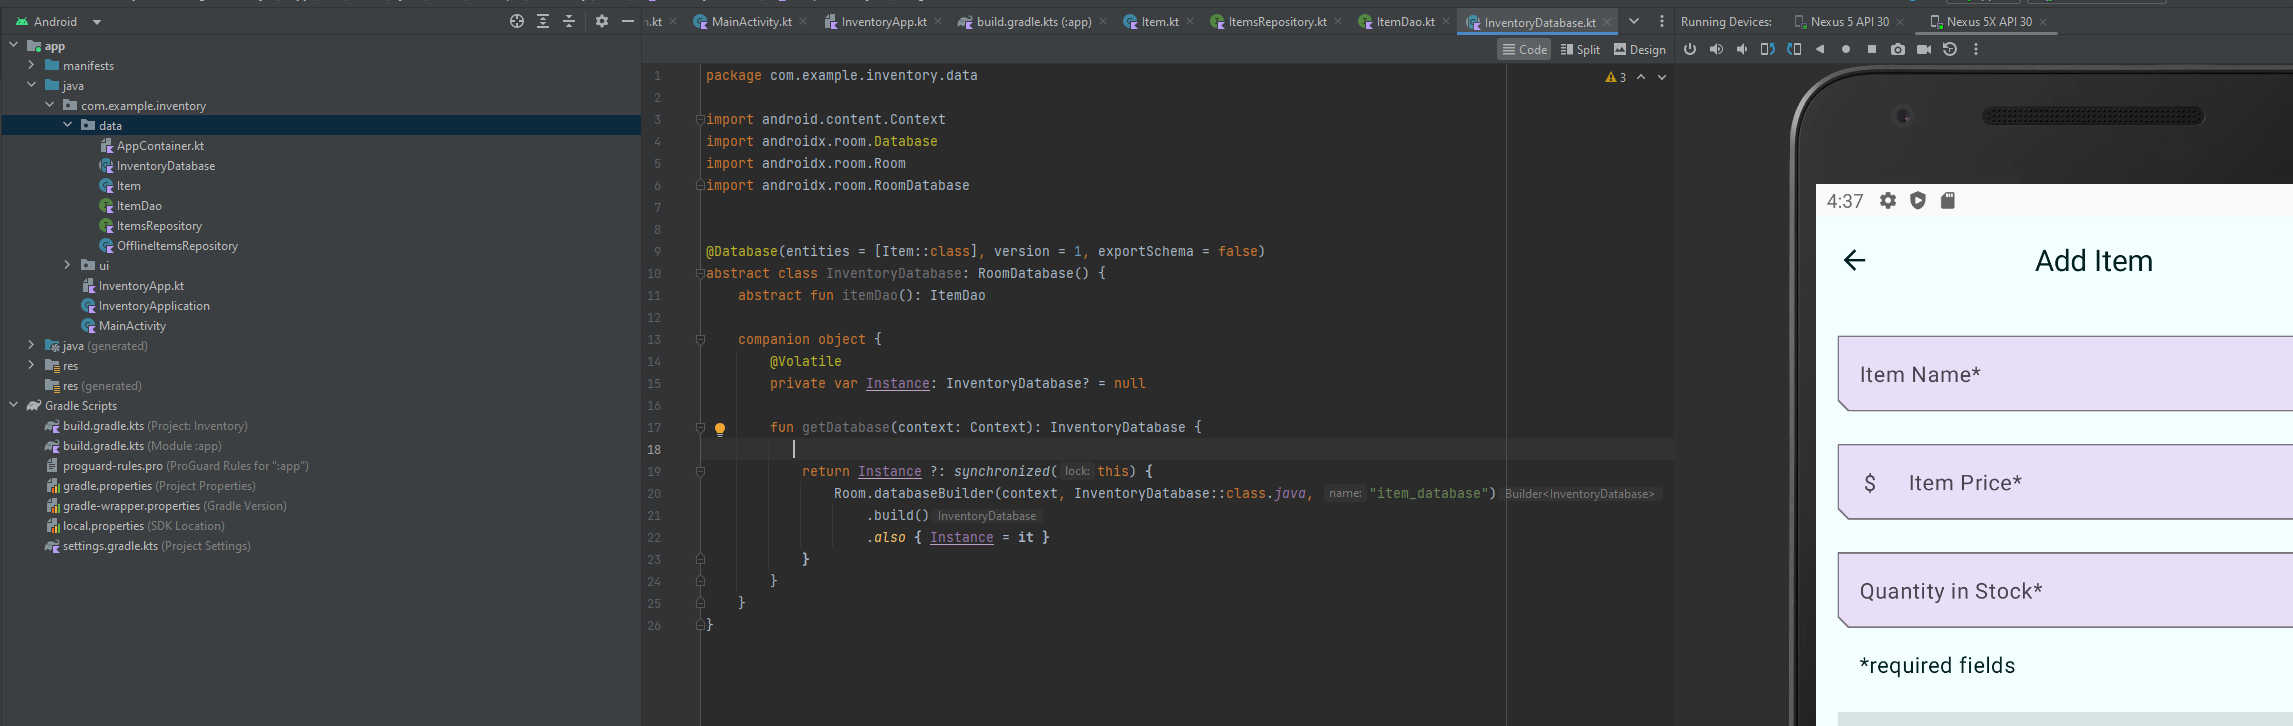 Android
n.kt
MainActivity.kt
InventoryApp.kt
build.gradle.kts (:app)
Item.kt
ItemsRepository.kt
ItemDao.kt
InventoryDatabase.kt
Running Devices:
Nexus 5 API 30
Nexus 5X API 30
Code
Split
Design
app
manifests
java
com.example.inventory
data
AppContainer.kt
InventoryDatabase
Item
ItemDao
ItemsRepository
OfflineItemsRepository
ui
InventoryApp.kt
InventoryApplication
MainActivity
java (generated)
res
res (generated)
Gradle Scripts
build.gradle.kts (Project: Inventory)
build.gradle.kts (Module :app)
proguard-rules.pro (ProGuard Rules for ":app")
gradle.properties (Project Properties)
gradle-wrapper.properties (Gradle Version)
local.properties (SDK Location)
settings.gradle.kts (Project Settings)
3
1 package com.example.inventory.data
2
3 import android.content.Context
4 import androidx.room.Database
5 import androidx.room.Room
6 import androidx.room.RoomDatabase
7
8
9 @Database(entities = [Item::class], version = 1, exportSchema = false)
10 abstract class InventoryDatabase: RoomDatabase() {
11 abstract fun itemDao(): ItemDao
12
13 companion object {
14 @Volatile
15 private var Instance: InventoryDatabase? = null
16
17 fun getDatabase(context: Context): InventoryDatabase {
18
19 return Instance ?: synchronized( lock: this) {
20 Room.databaseBuilder(context, InventoryDatabase::class.java, name: "item_database") Builder<InventoryDatabase>
21 .build() InventoryDatabase
22 .also { Instance = it }
23 }
24 }
25 }
26 }
4:37
Add Item
Item Name*
$ Item Price*
Quantity in Stock*
*required fields